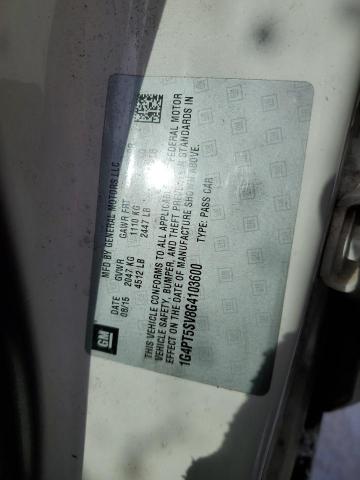 GM
MFD BY GENERAL MOTORS LLC
DATE GVWR GAWR FRT
08/15 2047 KG 1110 KG
4512 LB 2447 LB
THIS VEHICLE CONFORMS TO ALL APPLICABLE FEDERAL MOTOR
VEHICLE SAFETY, BUMPER, AND THEFT PREVENTION STANDARDS IN
EFFECT ON THE DATE OF MANUFACTURE SHOWN ABOVE.
1G4PT5SV8G4103600 TYPE: PASS CAR